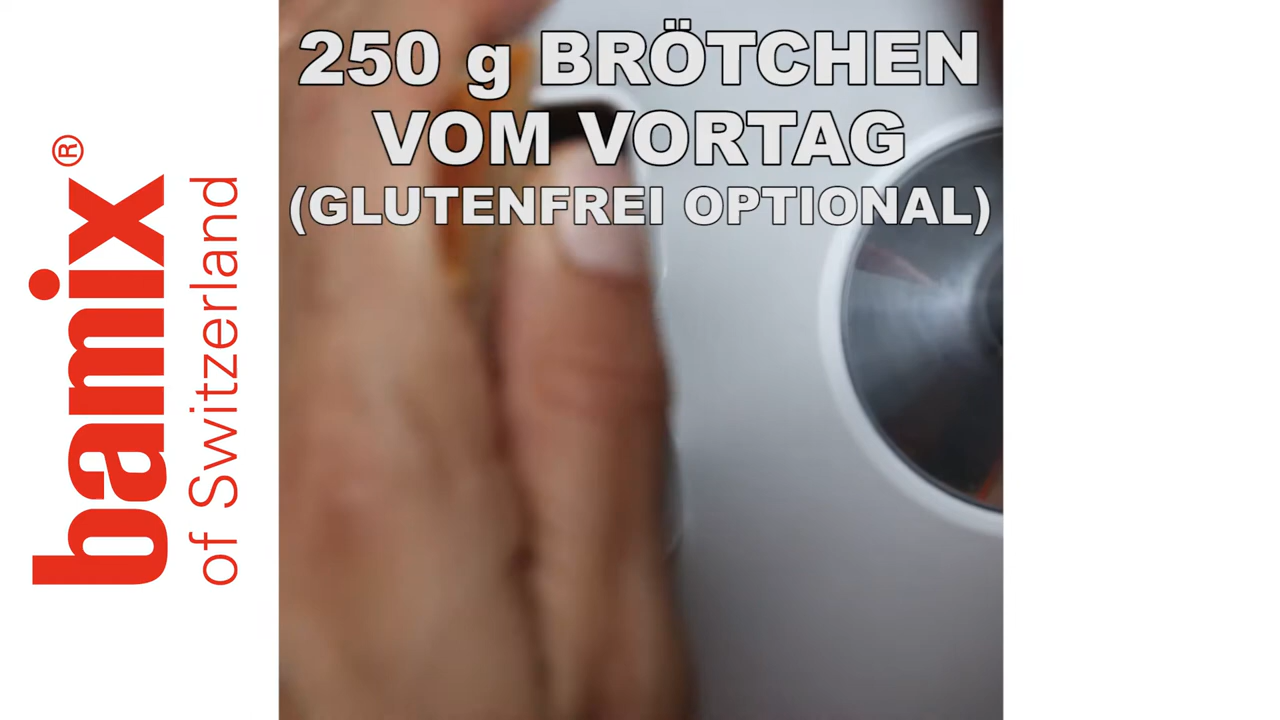 250 g BRÖTCHEN
VOM VORTAG
(GLUTENFREI OPTIONAL)
bamix®
of Switzerland